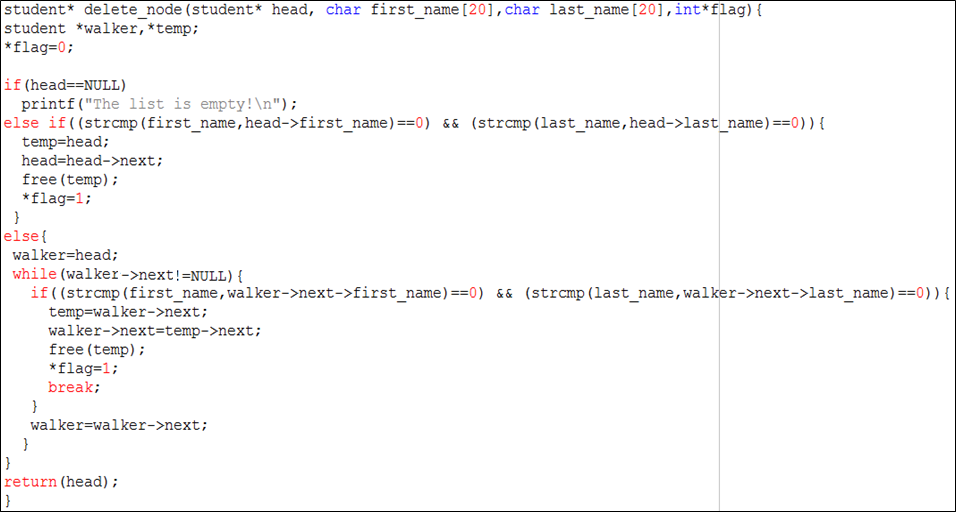 student* delete_node(student* head, char first_name[20],char last_name[20],int*flag){
student *walker,*temp;
*flag=0;

if(head==NULL)
  printf("The list is empty!\n");
else if((strcmp(first_name,head->first_name)==0) && (strcmp(last_name,head->last_name)==0)){
  temp=head;
  head=head->next;
  free(temp);
  *flag=1;
 }
else{
 walker=head;
 while(walker->next!=NULL){
   if((strcmp(first_name,walker->next->first_name)==0) && (strcmp(last_name,walker->next->last_name)==0)){
     temp=walker->next;
     walker->next=temp->next;
     free(temp);
     *flag=1;
     break;
   }
   walker=walker->next;
  }
}
return(head);
}